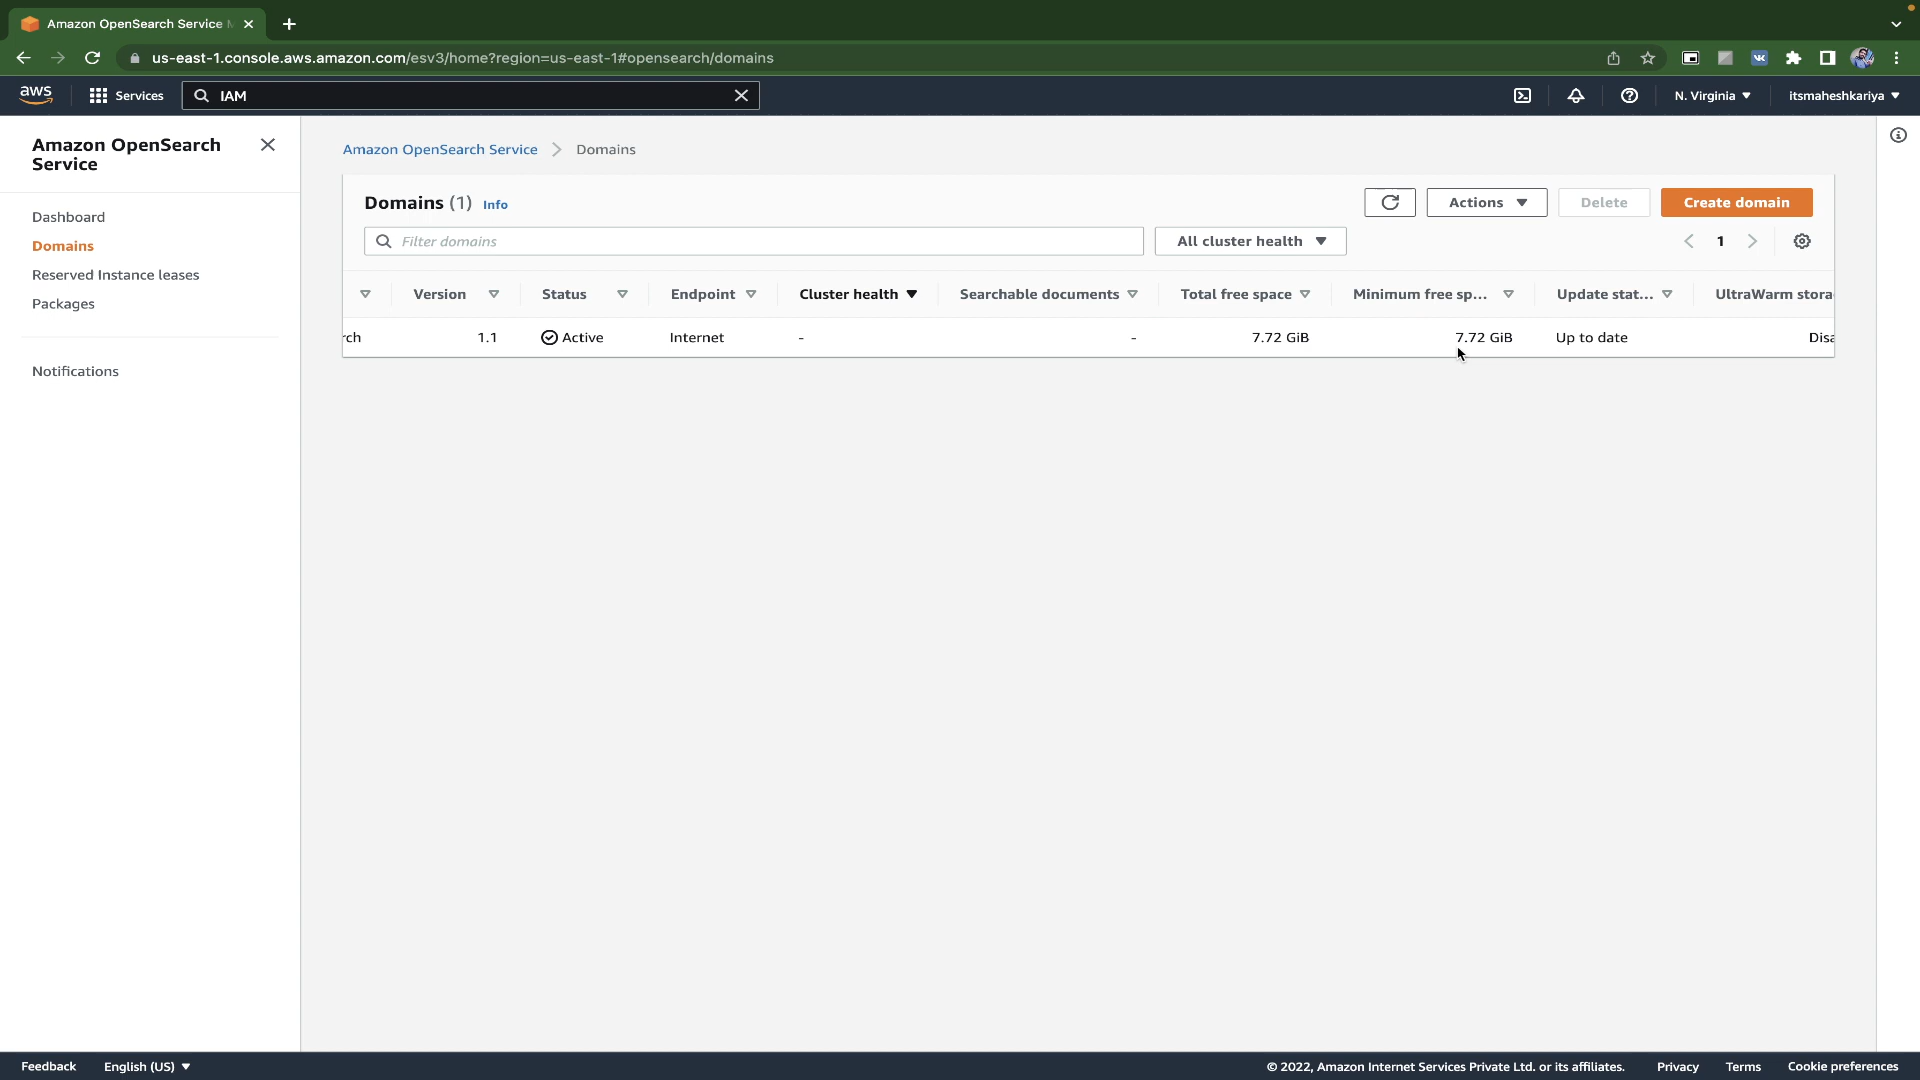 Amazon OpenSearch Service
us-east-1.console.aws.amazon.com/esv3/home?region=us-east-1#opensearch/domains
aws
Services
IAM
N. Virginia
itsmaheshkariya
Amazon OpenSearch
Service
Dashboard
Domains
Reserved Instance leases
Packages
Notifications
Amazon OpenSearch Service
Domains
Domains (1) Info
Actions
Delete
Create domain
Filter domains
All cluster health
1
Version Status Endpoint Cluster health Searchable documents Total free space Minimum free sp... Update stat... UltraWarm stora
rch 1.1 Active Internet - - 7.72 GiB 7.72 GiB Up to date Disa
Feedback English (US) © 2022, Amazon Internet Services Private Ltd. or its affiliates. Privacy Terms Cookie preferences